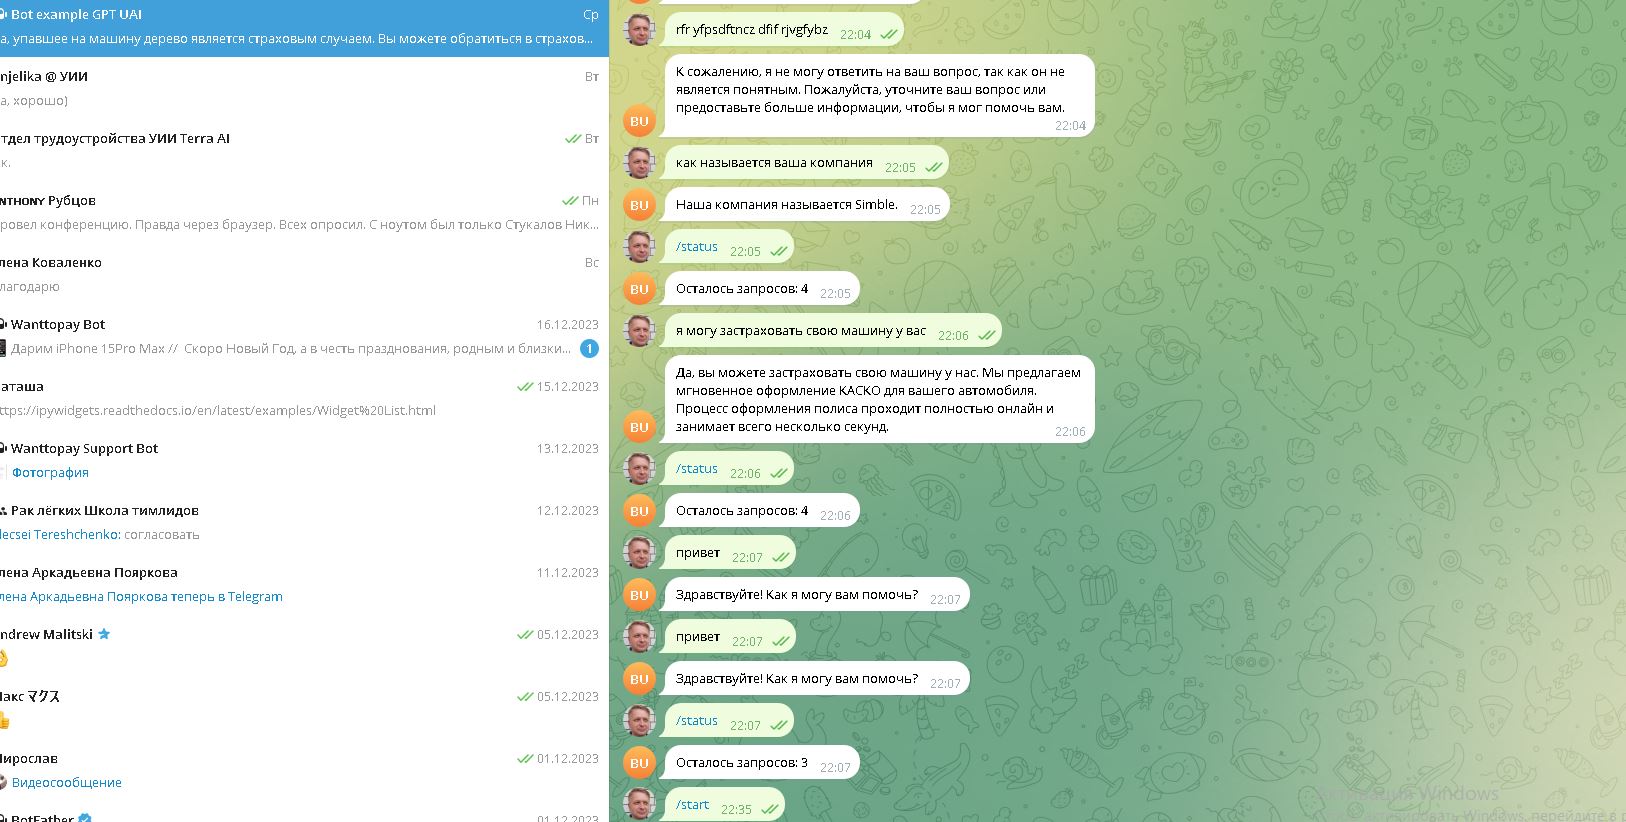 Bot example GPT UAI
Ср
а, упавшее на машину дерево является страховым случаем. Вы можете обратиться в страхов...
njelika @ УИИ
Вт
а, хорошо)
тдел трудоустройства УИИ Terra AI
Вт
к.
NTHONY Рубцов
Пн
ровел конференцию. Правда через браузер. Всех опросил. С ноутом был только Стукалов Ник...
лена Коваленко
Вс
лагодарю
Wanttopay Bot
16.12.2023
Дарим iPhone 15Pro Max // Скоро Новый Год, а в честь празднования, родным и близки...
1
аташа
15.12.2023
ttps://ipywidgets.readthedocs.io/en/latest/examples/Widget%20List.html
Wanttopay Support Bot
13.12.2023
Фотография
Рак лёгких Школа тимлидов
12.12.2023
lecsei Tereshchenko: согласовать
лена Аркадьевна Пояркова
11.12.2023
лена Аркадьевна Пояркова теперь в Telegram
ndrew Malitski
05.12.2023
акс マクス
05.12.2023
Мирослав
01.12.2023
Видеосообщение
BotFather
01.12.2023
rfr yfpsdftncz dfif rjvgfybz 22:04
К сожалению, я не могу ответить на ваш вопрос, так как он не
является понятным. Пожалуйста, уточните ваш вопрос или
предоставьте больше информации, чтобы я мог помочь вам.
BU
22:04
как называется ваша компания 22:05
BU
Наша компания называется Simble. 22:05
/status 22:05
BU
Осталось запросов: 4 22:05
я могу застраховать свою машину у вас 22:06
Да, вы можете застраховать свою машину у нас. Мы предлагаем
мгновенное оформление КАСКО для вашего автомобиля.
Процесс оформления полиса проходит полностью онлайн и
занимает всего несколько секунд.
BU
22:06
/status 22:06
BU
Осталось запросов: 4 22:06
привет 22:07
BU
Здравствуйте! Как я могу вам помочь? 22:07
привет 22:07
BU
Здравствуйте! Как я могу вам помочь? 22:07
/status 22:07
BU
Осталось запросов: 3 22:07
/start 22:35
Активация Windows